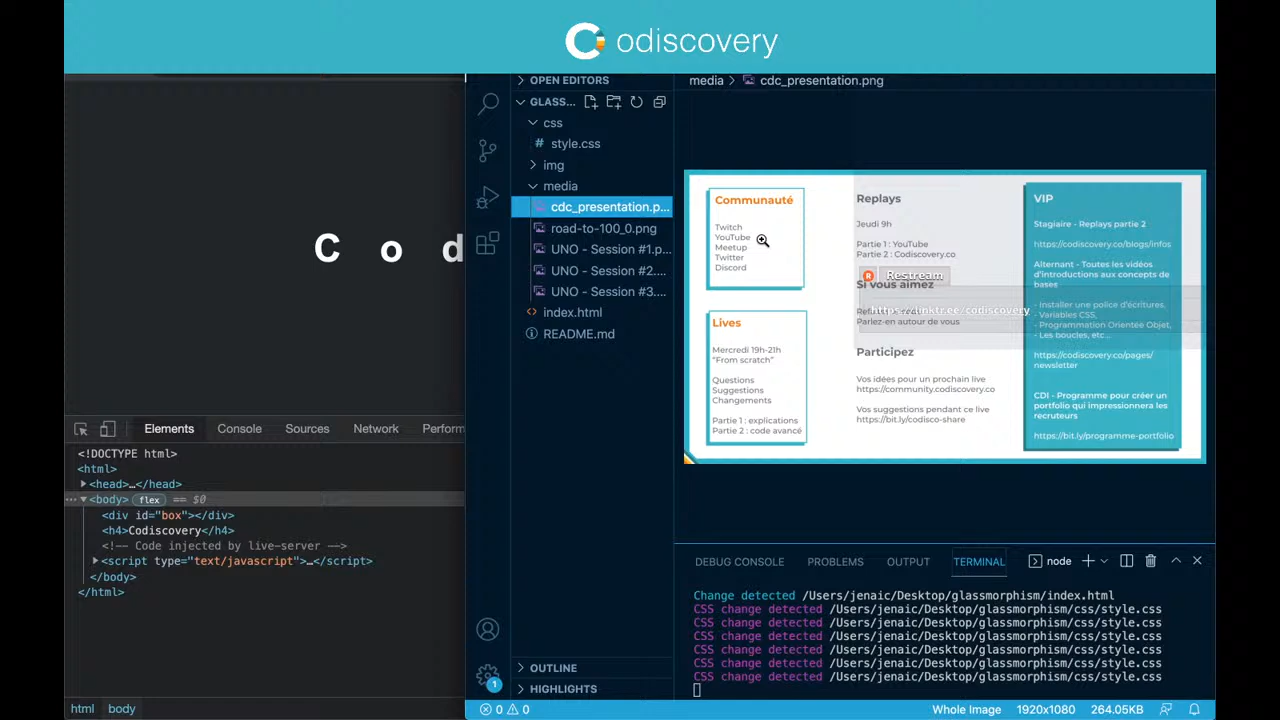 odiscovery
C o d
OPEN EDITORS
GLASS...
css
# style.css
img
media
cdc_presentation.p...
road-to-100_0.png
UNO - Session #1.p...
UNO - Session #2....
UNO - Session #3....
index.html
README.md
OUTLINE
HIGHLIGHTS
1
media > cdc_presentation.png
Communauté
Twitch
YouTube
Meetup
Twitter
Discord
Lives
Mercredi 19h-21h
"From scratch"
Questions
Suggestions
Changements
Partie 1 : explications
Partie 2 : code avancé
Replays
Jeudi 9h
Partie 1 : YouTube
Partie 2 : Codiscovery.co
R Restream
Si vous aimez
https://linktr.ee/codiscovery
Parlez-en autour de vous
Participez
Vos idées pour un prochain live
https://community.codiscovery.co
Vos suggestions pendant ce live
https://bit.ly/codisco-share
VIP
Stagiaire - Replays partie 2
https://codiscovery.co/blogs/infos
Alternant - Toutes les vidéos
d'introductions aux concepts de
bases
- Installer une police d'écritures,
- Variables CSS,
- Programmation Orientée Objet,
- Les boucles, etc...
https://codiscovery.co/pages/
newsletter
CDI - Programme pour créer un
portfolio qui impressionnera les
recruteurs
https://bit.ly/programme-portfolio
Elements Console Sources Network Perform
<!DOCTYPE html>
<html>
<head>…</head>
<body> flex == $0
<div id="box"></div>
<h4>Codiscovery</h4>
<!-- Code injected by live-server -->
<script type="text/javascript">…</script>
</body>
</html>
html body
DEBUG CONSOLE PROBLEMS OUTPUT TERMINAL node
Change detected /Users/jenaic/Desktop/glassmorphism/index.html
CSS change detected /Users/jenaic/Desktop/glassmorphism/css/style.css
CSS change detected /Users/jenaic/Desktop/glassmorphism/css/style.css
CSS change detected /Users/jenaic/Desktop/glassmorphism/css/style.css
CSS change detected /Users/jenaic/Desktop/glassmorphism/css/style.css
CSS change detected /Users/jenaic/Desktop/glassmorphism/css/style.css
CSS change detected /Users/jenaic/Desktop/glassmorphism/css/style.css
0 0 Whole Image 1920x1080 264.05KB